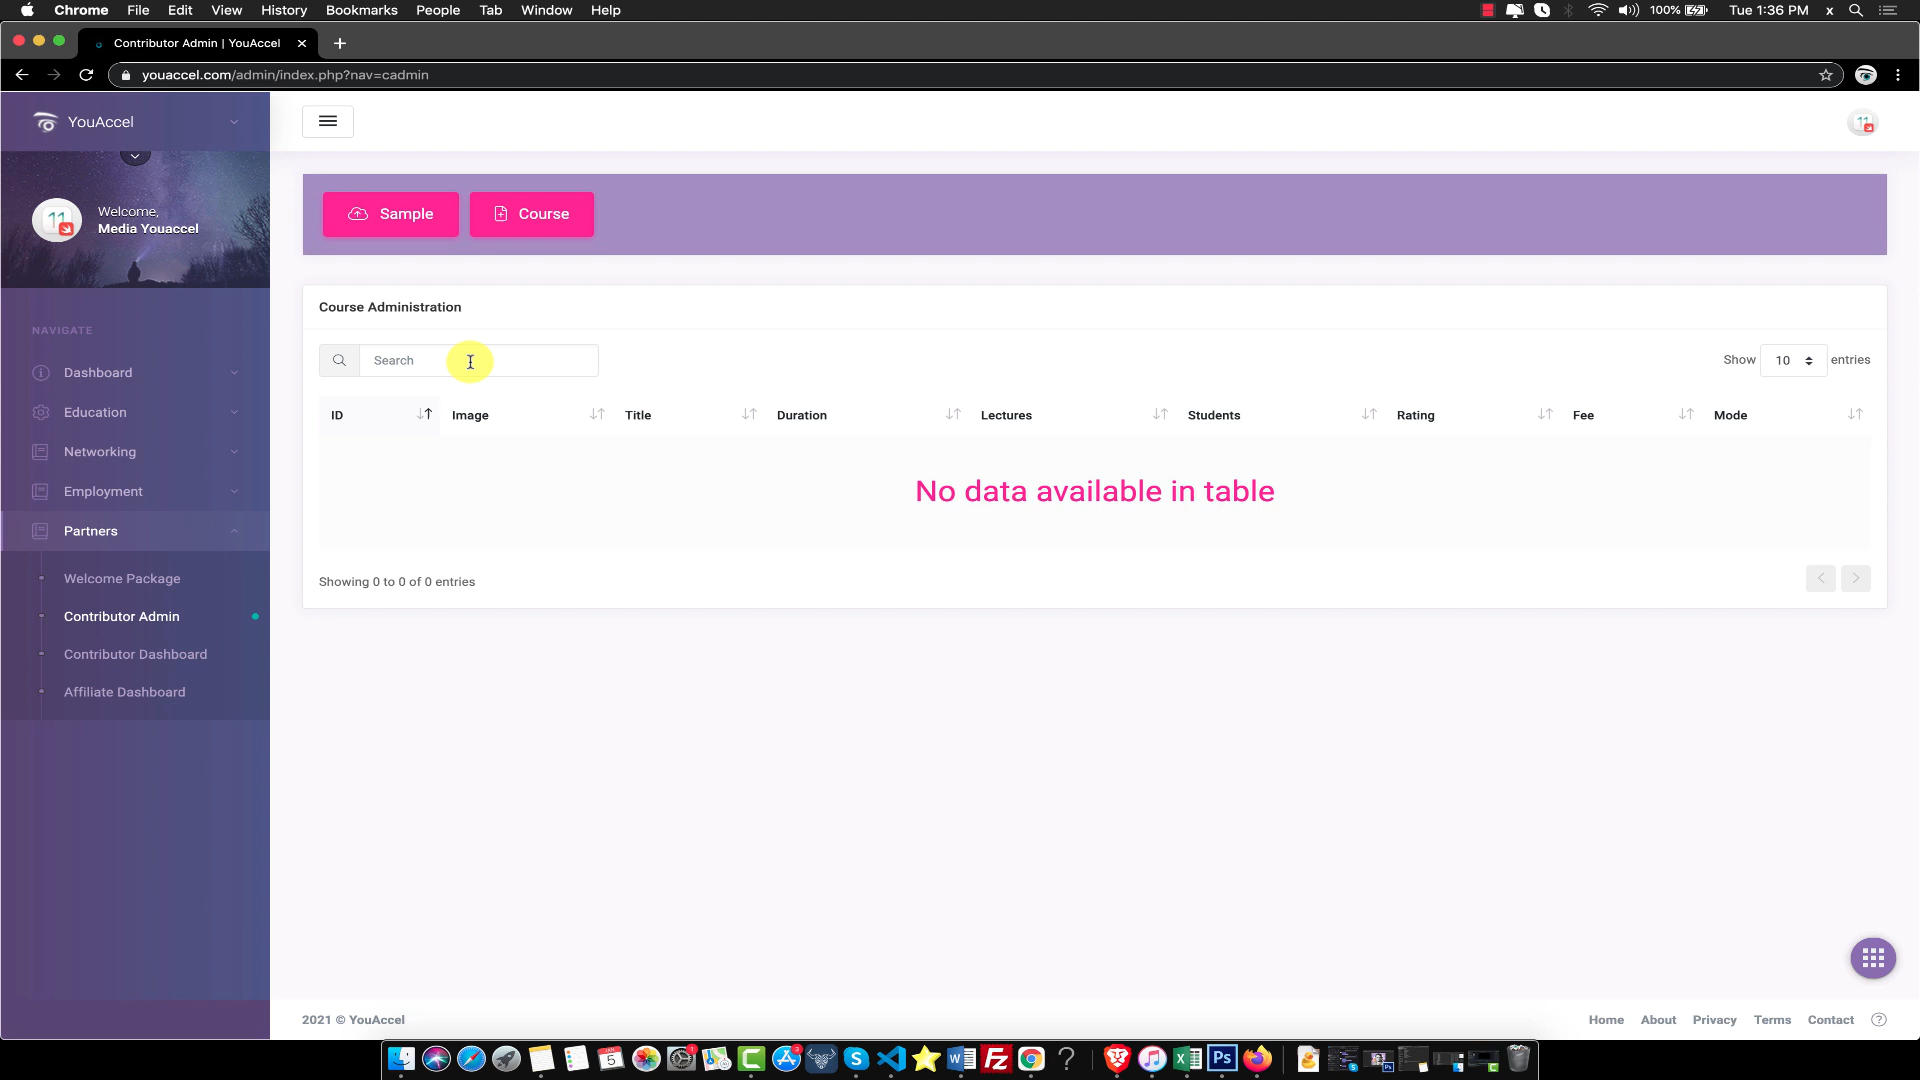 Chrome File Edit View History Bookmarks People Tab Window Help
100% Tue 1:36 PM x
Contributor Admin | YouAccel
youaccel.com/admin/index.php?nav=cadmin
YouAccel
Welcome,
Media Youaccel
NAVIGATE
Dashboard
Education
Networking
Employment
Partners
Welcome Package
Contributor Admin
Contributor Dashboard
Affiliate Dashboard
Sample Course
Course Administration
Search
Show 10 entries
ID Image Title Duration Lectures Students Rating Fee Mode
No data available in table
Showing 0 to 0 of 0 entries
2021 © YouAccel
Home About Privacy Terms Contact